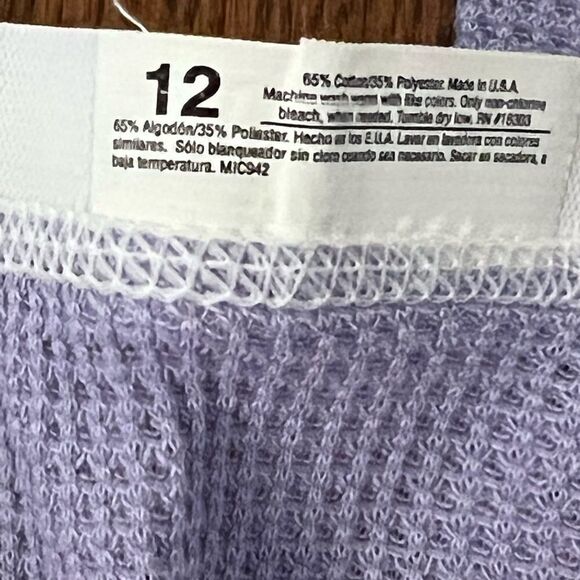 12
65% Cotton/35% Polyester. Made in U.S.A.
Machine wash warm with like colors. Only non-chlorine
bleach, when needed. Tumble dry low. RN #18303
65% Algodón/35% Poliester. Hecho en los E.U.A. Lavar en lavadora con colores
similares. Sólo blanqueador sin cloro cuando sea necesario. Secar en secadora, a
baja temperatura. MIC942